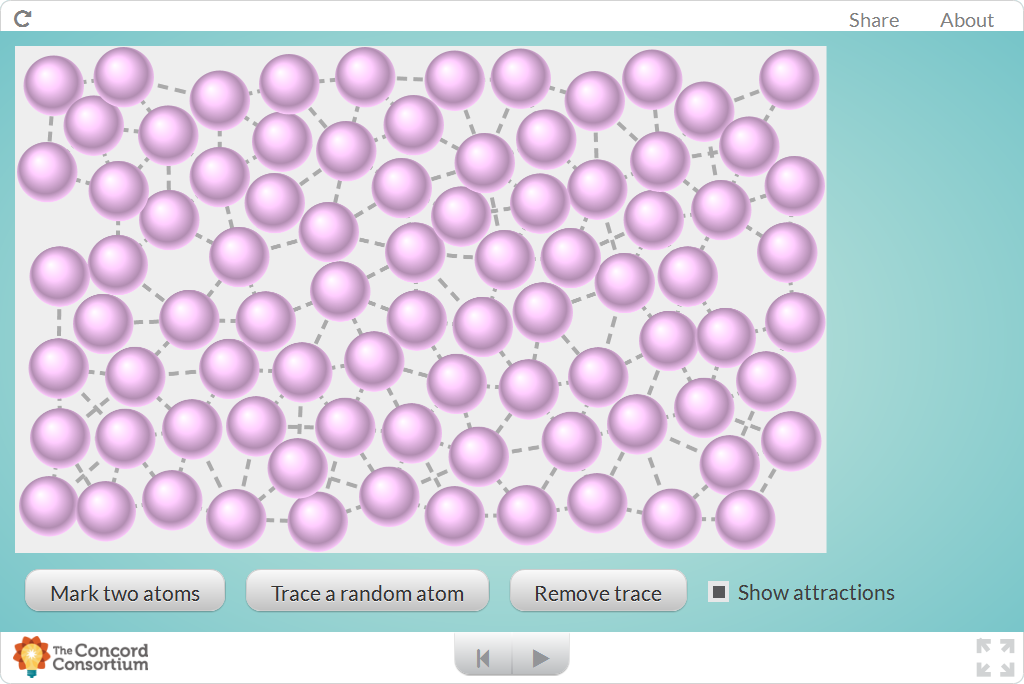 Share About
Mark two atoms Trace a random atom Remove trace Show attractions
The Concord
Consortium